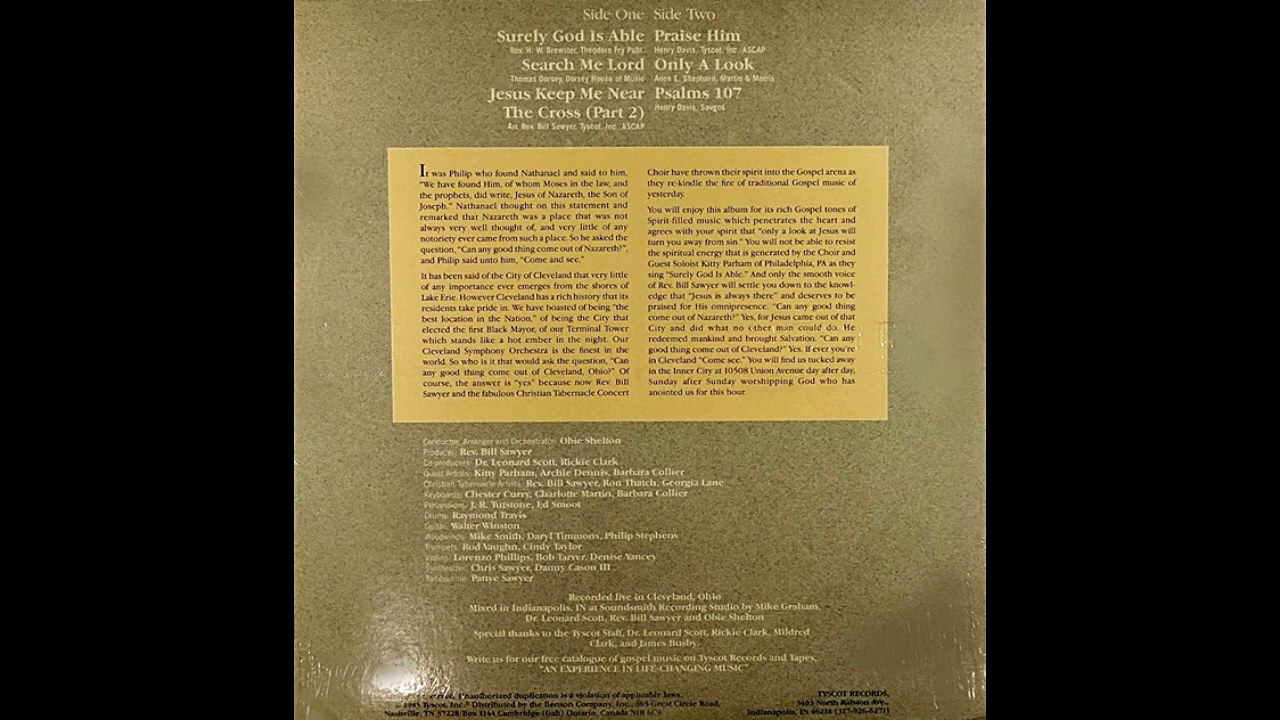 Side One
Surely God Is Able
Rev. H. W. Brewster, Theodore Fry Publ.
Search Me Lord
Thomas Dorsey, Dorsey House of Music
Jesus Keep Me Near
The Cross (Part 2)
Arr. Rev. Bill Sawyer, Tyscot, Inc. ASCAP
Side Two
Praise Him
Henry Davis, Tyscot, Inc. ASCAP
Only A Look
Anne E. Shephard, Martin & Morris
Psalms 107
Henry Davis, Savgos
It was Philip who found Nathanael and said to him,
"We have found Him, of whom Moses in the law, and
the prophets, did write, Jesus of Nazareth, the Son of
Joseph." Nathanael thought on this statement and
remarked that Nazareth was a place that was not
always very well thought of, and very little of any
notoriety ever came from such a place. So he asked the
question, "Can any good thing come out of Nazareth?",
and Philip said unto him, "Come and see."
It has been said of the City of Cleveland that very little
of any importance ever emerges from the shores of
Lake Erie. However Cleveland has a rich history that its
residents take pride in. We have boasted of being "the
best location in the Nation," of being the City that
elected the first Black Mayor, of our Terminal Tower
which stands like a hot ember in the night. Our
Cleveland Symphony Orchestra is the finest in the
world. So who is it that would ask the question, "Can
any good thing come out of Cleveland, Ohio?" Of
course, the answer is "yes" because now Rev. Bill
Sawyer and the fabulous Christian Tabernacle Concert
Choir have thrown their spirit into the Gospel arena as
they re-kindle the fire of traditional Gospel music of
yesterday.
You will enjoy this album for its rich Gospel tones of
Spirit-filled music which penetrates the heart and
agrees with your spirit that "only a look at Jesus will
turn you away from sin." You will not be able to resist
the spiritual energy that is generated by the Choir and
Guest Soloist Kitty Parham of Philadelphia, PA as they
sing "Surely God Is Able." And only the smooth voice
of Rev. Bill Sawyer will settle you down to the knowl-
edge that "Jesus is always there" and deserves to be
praised for His omnipresence. "Can any good thing
come out of Nazareth?" Yes, for Jesus came out of that
City and did what no other man could do. He
redeemed mankind and brought Salvation. "Can any
good thing come out of Cleveland?" Yes. If ever you're
in Cleveland "Come see." You will find us tucked away
in the Inner City at 10508 Union Avenue day after day,
Sunday after Sunday worshipping God who has
anointed us for this hour.
Conductor, Arranger and Orchestration: Obie Shelton
Producer: Rev. Bill Sawyer
Co-producers: Dr. Leonard Scott, Rickie Clark
Guest Artists: Kitty Parham, Archie Dennis, Barbara Collier
Christian Tabernacle Artists: Rev. Bill Sawyer, Ron Thatch, Georgia Lane
Keyboards: Chester Curry, Charlotte Martin, Barbara Collier
Percussions: J. R. Tutstone, Ed Smoot
Drums: Raymond Travis
Guitar: Walter Winston
Woodwinds: Mike Smith, Daryl Timmons, Philip Stephens
Trumpets: Rod Vaughn, Cindy Taylor
Violins: Lorenzo Phillips, Bob Tarver, Denise Yancey
Synthesizer: Chris Sawyer, Danny Cason III
Tambourine: Pattye Sawyer
Recorded live in Cleveland, Ohio
Mixed in Indianapolis, IN at Soundsmith Recording Studio by Mike Graham,
Dr. Leonard Scott, Rev. Bill Sawyer and Obie Shelton
Special thanks to the Tyscot Staff, Dr. Leonard Scott, Rickie Clark, Mildred
Clark, and James Busby.
Write us for our free catalogue of gospel music on Tyscot Records and Tapes,
"AN EXPERIENCE IN LIFE-CHANGING MUSIC"
Unauthorized duplication is a violation of applicable laws.
© 1985 Tyscot, Inc. Distributed by the Benson Company, Inc., 365 Great Circle Road,
Nashville, TN 37228/Box 3144 Cambridge (Galt) Ontario, Canada
TYSCOT RECORDS,
3403 North Ralston Ave.,
Indianapolis, IN 46218 (317-926-6271)